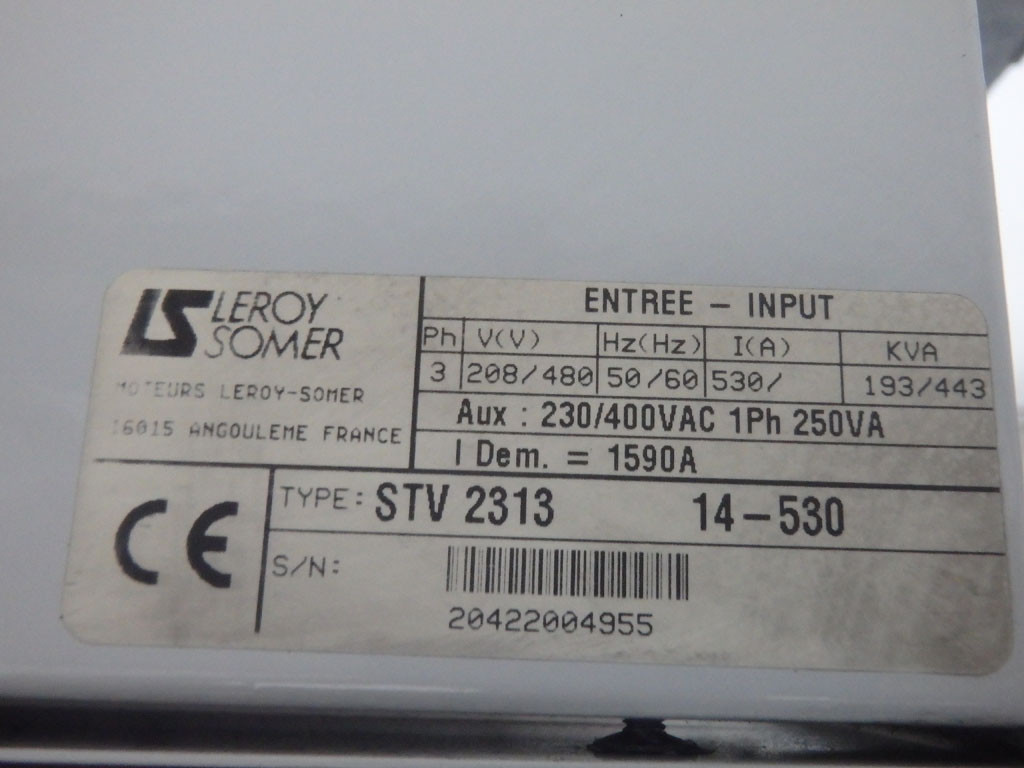 LS LEROY
SOMER
MOTEURS LEROY-SOMER
16015 ANGOULEME FRANCE
ENTREE - INPUT
Ph V(V) Hz(Hz) I(A) KVA
3 208/480 50/60 530/ 193/443
Aux : 230/400VAC 1Ph 250VA
I Dem. = 1590A
CE
TYPE: STV 2313 14-530
S/N:
20422004955